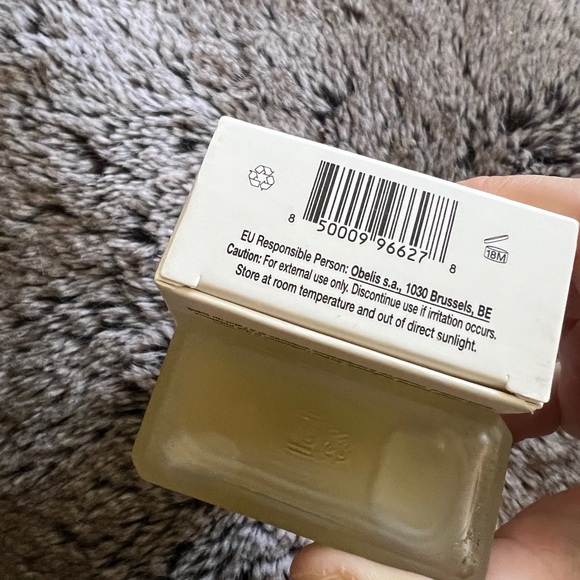 8 50009 96627 8
18M
EU Responsible Person: Obelis s.a., 1030 Brussels, BE
Caution: For external use only. Discontinue use if irritation occurs.
Store at room temperature and out of direct sunlight.